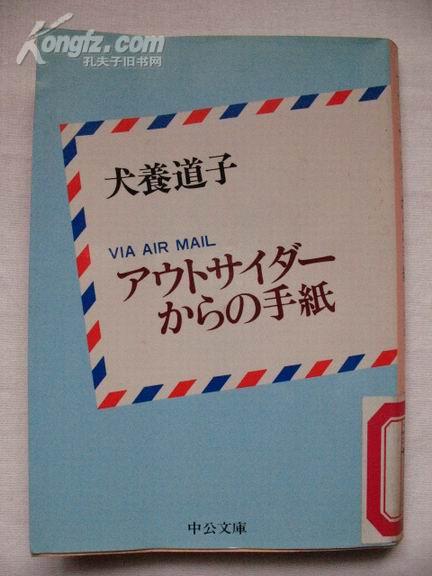 Kongfz.com
孔夫子旧书网
犬養道子
VIA AIR MAIL
アウトサイダー
からの手紙
中公文庫